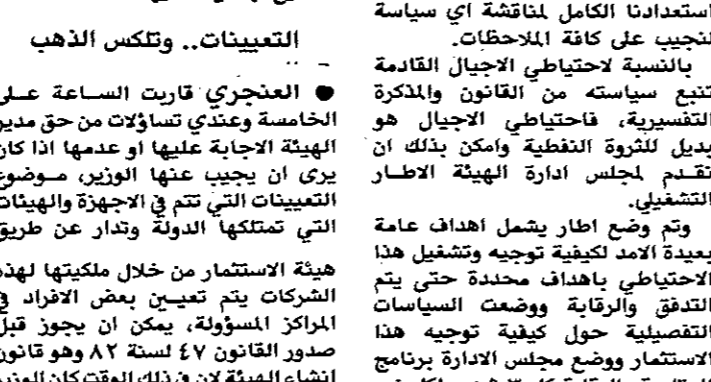 استعدادنا الكامل لمناقشة اي سياسة
لنجيب على كافة الملاحظات.
بالنسبة لاحتياطي الاجيال القادمة
تنبع سياسته من القانون والمذكرة
التفسيرية، فاحتياطي الاجيال هو
بديل للثروة النفطية وامكن بذلك ان
تقدم لمجلس ادارة الهيئة الاطار
التشغيلي.
وتم وضع اطار يشمل اهداف عامة
بعيدة الامد لكيفية توجيه وتشغيل هذا
الاحتياطي باهداف محددة حتى يتم
التدفق والرقابة ووضعت السياسات
التفصيلية حول كيفية توجيه هذا
الاستثمار ووضع مجلس الادارة برنامج
التعيينات.. وتلكس الذهب
● العنجري قاربت الساعة على
الخامسة وعندي تساؤلات من حق مدير
الهيئة الاجابة عليها او عدمها اذا كان
يرى ان يجيب عنها الوزير، موضوع
التعيينات التي تتم في الاجهزة والهيئات
التي تمتلكها الدولة وتدار عن طريق
هيئة الاستثمار من خلال ملكيتها لهذه
الشركات يتم تعيين بعض الافراد في
المراكز المسؤولة، يمكن ان يجوز قبل
صدور القانون ٤٧ لسنة ٨٢ وهو قانون
انشاء الهيئة لان في ذلك الوقت كان الوزير